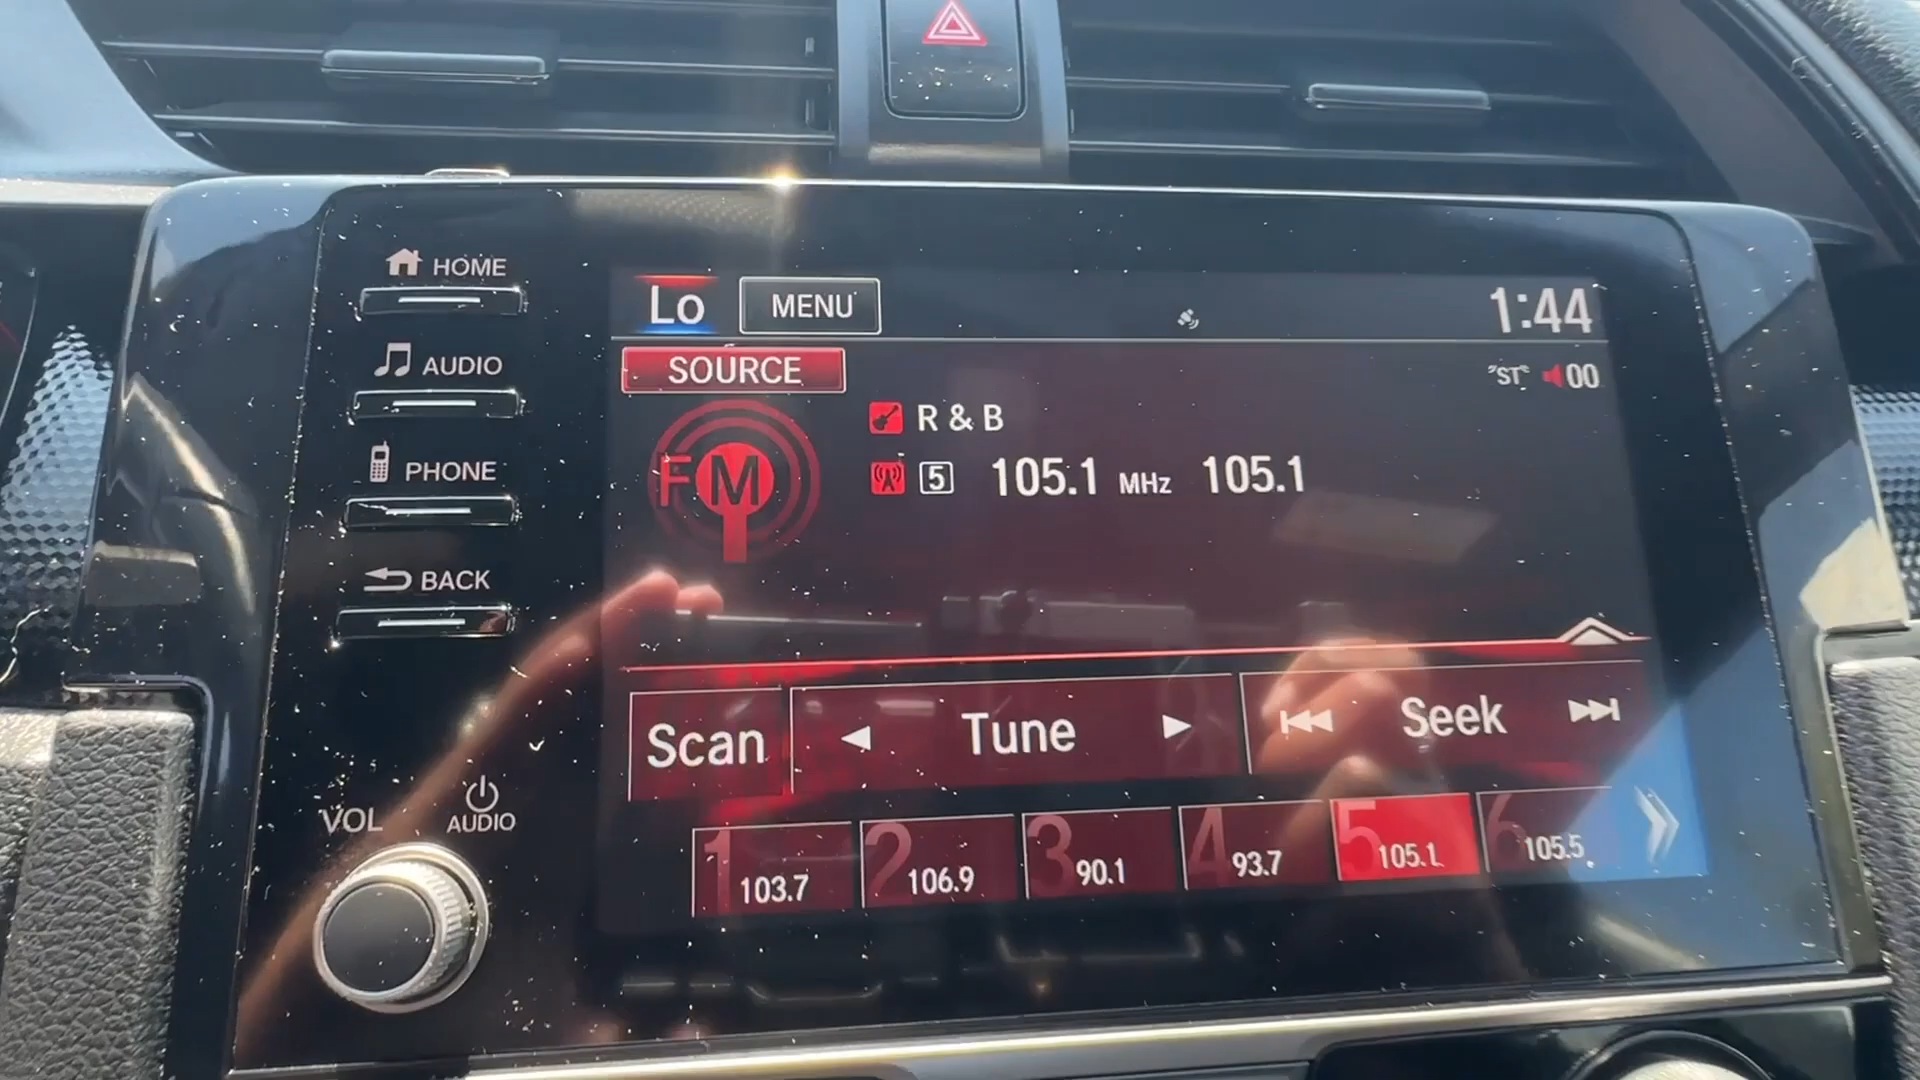 HOME
AUDIO
PHONE
BACK
VOL
AUDIO
Lo MENU 1:44
SOURCE
ST 00
R & B
FM
5 105.1 MHz 105.1
Scan Tune Seek
1 103.7 2 106.9 3 90.1 4 93.7 5 105.1 6 105.5